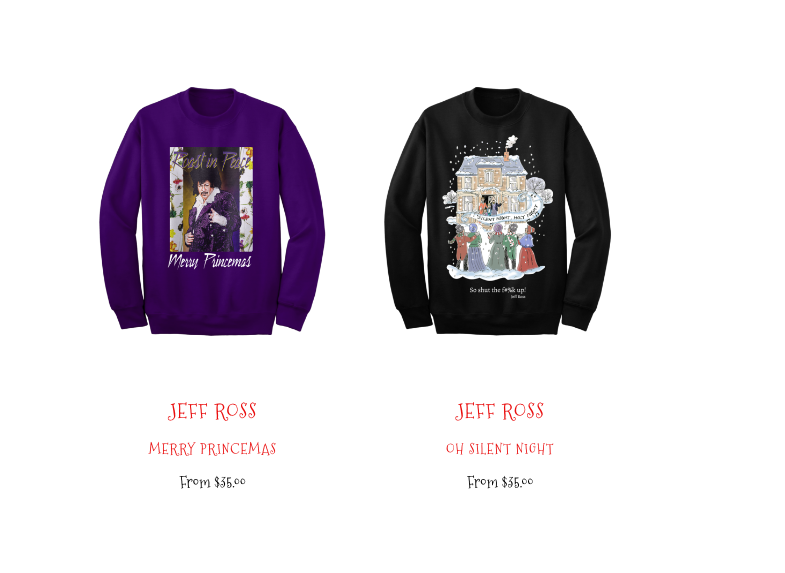 Roast in Peace
Merry Princemas
SILENT NIGHT, HOLY NIGHT
So shut the f#%k up!
Jeff Ross
JEFF ROSS
MERRY PRINCEMAS
From $35.00
JEFF ROSS
OH SILENT NIGHT
From $35.00